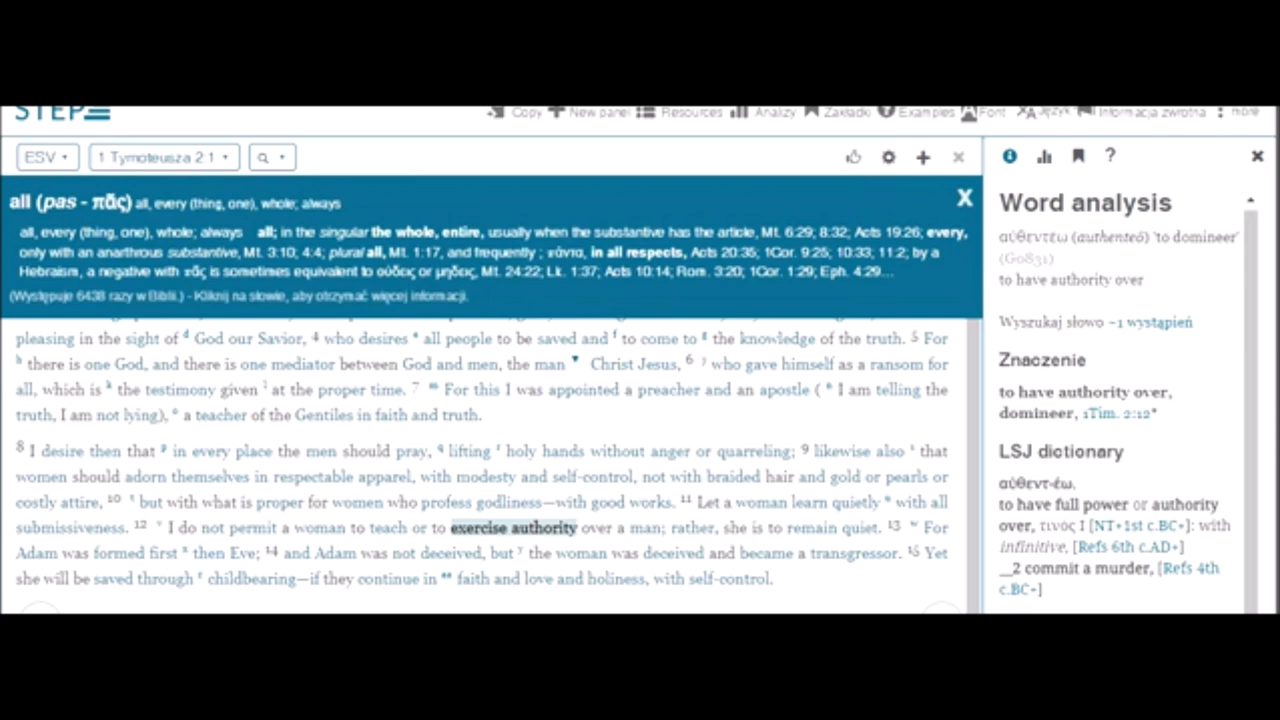 STEP
Copy New panel Resources Analizy Zakładki Examples Font Język Informacja zwrotna more
ESV 1 Tymoteusza 2:1
all (pas - πᾶς) all, every (thing, one), whole; always
X
all, every (thing, one), whole; always all; in the singular the whole, entire, usually when the substantive has the article, Mt. 6:29; 8:32; Acts 19:26; every,
only with an anarthrous substantive, Mt. 3:10; 4:4; plural all, Mt. 1:17, and frequently; πάντα, in all respects, Acts 20:35; 1Cor. 9:25; 10:33; 11:2; by a
Hebraism, a negative with πᾶς is sometimes equivalent to οὐδείς or μηδείς, Mt. 24:22; Lk. 1:37; Acts 10:14; Rom. 3:20; 1Cor. 1:29; Eph. 4:29...
(Występuje 6438 razy w Biblii.) - Kliknij na słowie, aby otrzymać więcej informacji.
pleasing in the sight of d God our Savior, 4 who desires e all people to be saved and f to come to g the knowledge of the truth. 5 For
h there is one God, and there is one mediator between God and men, the man Christ Jesus, 6 j who gave himself as a ransom for
all, which is k the testimony given l at the proper time. 7 m For this I was appointed a preacher and an apostle ( n I am telling the
truth, I am not lying), o a teacher of the Gentiles in faith and truth.
8 I desire then that p in every place the men should pray, q lifting r holy hands without anger or quarreling; 9 likewise also s that
women should adorn themselves in respectable apparel, with modesty and self-control, not with braided hair and gold or pearls or
costly attire, 10 t but with what is proper for women who profess godliness—with good works. 11 Let a woman learn quietly u with all
submissiveness. 12 v I do not permit a woman to teach or to exercise authority over a man; rather, she is to remain quiet. 13 w For
Adam was formed first x then Eve; 14 and Adam was not deceived, but y the woman was deceived and became a transgressor. 15 Yet
she will be saved through z childbearing—if they continue in aa faith and love and holiness, with self-control.
Word analysis
αὐθεντέω (authenteō) 'to domineer'
(G0831)
to have authority over
Wyszukaj słowo ~1 wystąpień
Znaczenie
to have authority over,
domineer, 1Tim. 2:12*
LSJ dictionary
αὐθεντ-έω,
to have full power or authority
over, τινός I [NT+1st c.BC+]: with
infinitive, [Refs 6th c.AD+]
__2 commit a murder, [Refs 4th
c.BC+]